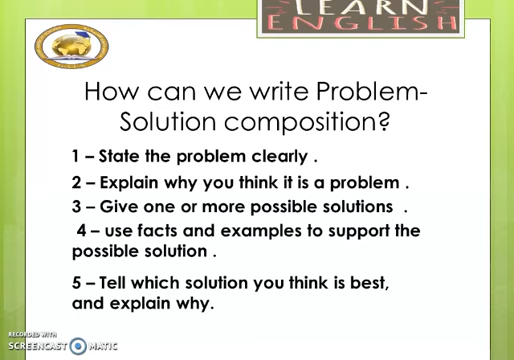 LEARN
ENGLISH
How can we write Problem-
Solution composition?
1 – State the problem clearly .
2 – Explain why you think it is a problem .
3 – Give one or more possible solutions .
4 – use facts and examples to support the
possible solution .
5 – Tell which solution you think is best,
and explain why.
RECORDED WITH
SCREENCAST MATIC